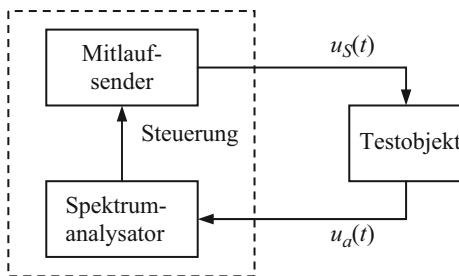 Mitlauf-
sender
u_S(t)
Steuerung
Testobjekt
Spektrum-
analysator
u_a(t)